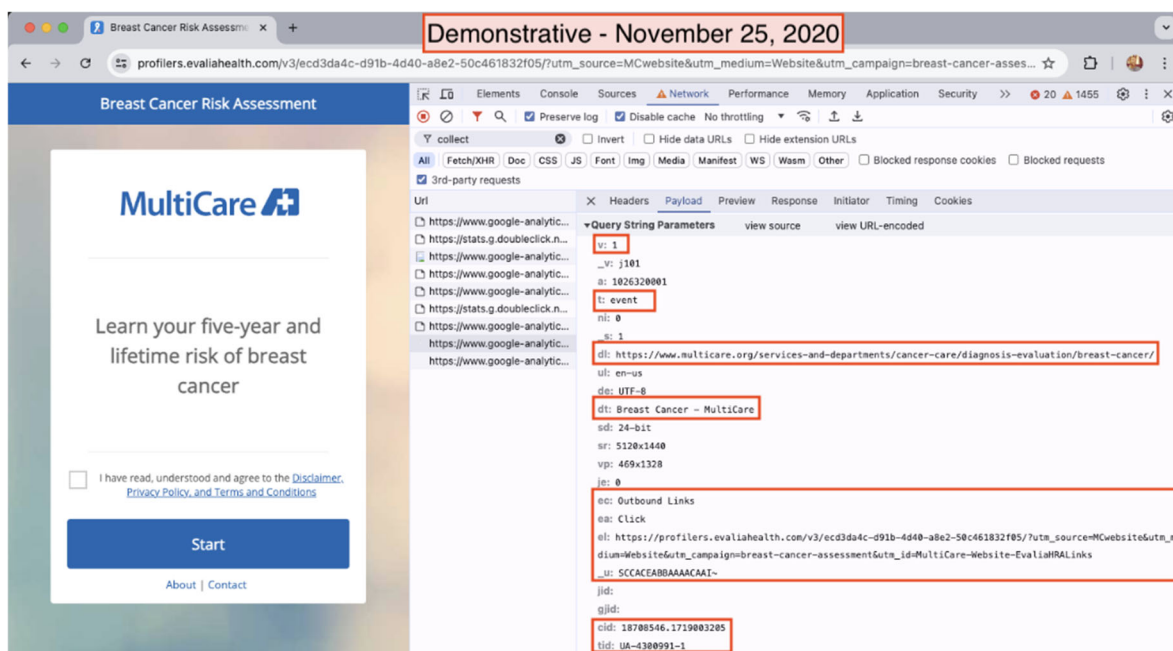 Demonstrative - November 25, 2020
Breast Cancer Risk Assessme
profilers.evaliahealth.com/v3/ecd3da4c-d91b-4d40-a8e2-50c461832f05/?utm_source=MCwebsite&utm_medium=Website&utm_campaign=breast-cancer-asses...
Breast Cancer Risk Assessment
MultiCare
Learn your five-year and
lifetime risk of breast
cancer
I have read, understood and agree to the Disclaimer,
Privacy Policy, and Terms and Conditions
Start
About | Contact
Elements Console Sources Network Performance Memory Application Security 20 1455
Preserve log Disable cache No throttling
collect Invert Hide data URLs Hide extension URLs
All Fetch/XHR Doc CSS JS Font Img Media Manifest WS Wasm Other Blocked response cookies Blocked requests
3rd-party requests
Url
https://www.google-analytic...
https://stats.g.doubleclick.n...
https://www.google-analytic...
https://www.google-analytic...
https://www.google-analytic...
https://stats.g.doubleclick.n...
https://www.google-analytic...
https://www.google-analytic...
https://www.google-analytic...
Headers Payload Preview Response Initiator Timing Cookies
Query String Parameters view source view URL-encoded
v: 1
_v: j101
a: 1026320001
t: event
ni: 0
_s: 1
dl: https://www.multicare.org/services-and-departments/cancer-care/diagnosis-evaluation/breast-cancer/
ul: en-us
de: UTF-8
dt: Breast Cancer - MultiCare
sd: 24-bit
sr: 5120x1440
vp: 469x1328
je: 0
ec: Outbound Links
ea: Click
el: https://profilers.evaliahealth.com/v3/ecd3da4c-d91b-4d40-a8e2-50c461832f05/?utm_source=MCwebsite&utm_m
dium=Website&utm_campaign=breast-cancer-assessment&utm_id=MultiCare-Website-EvaliaHRALinks
_u: SCCACEABBAAAACAAI~
jid:
gjid:
cid: 18708546.1719003205
tid: UA-4300991-1